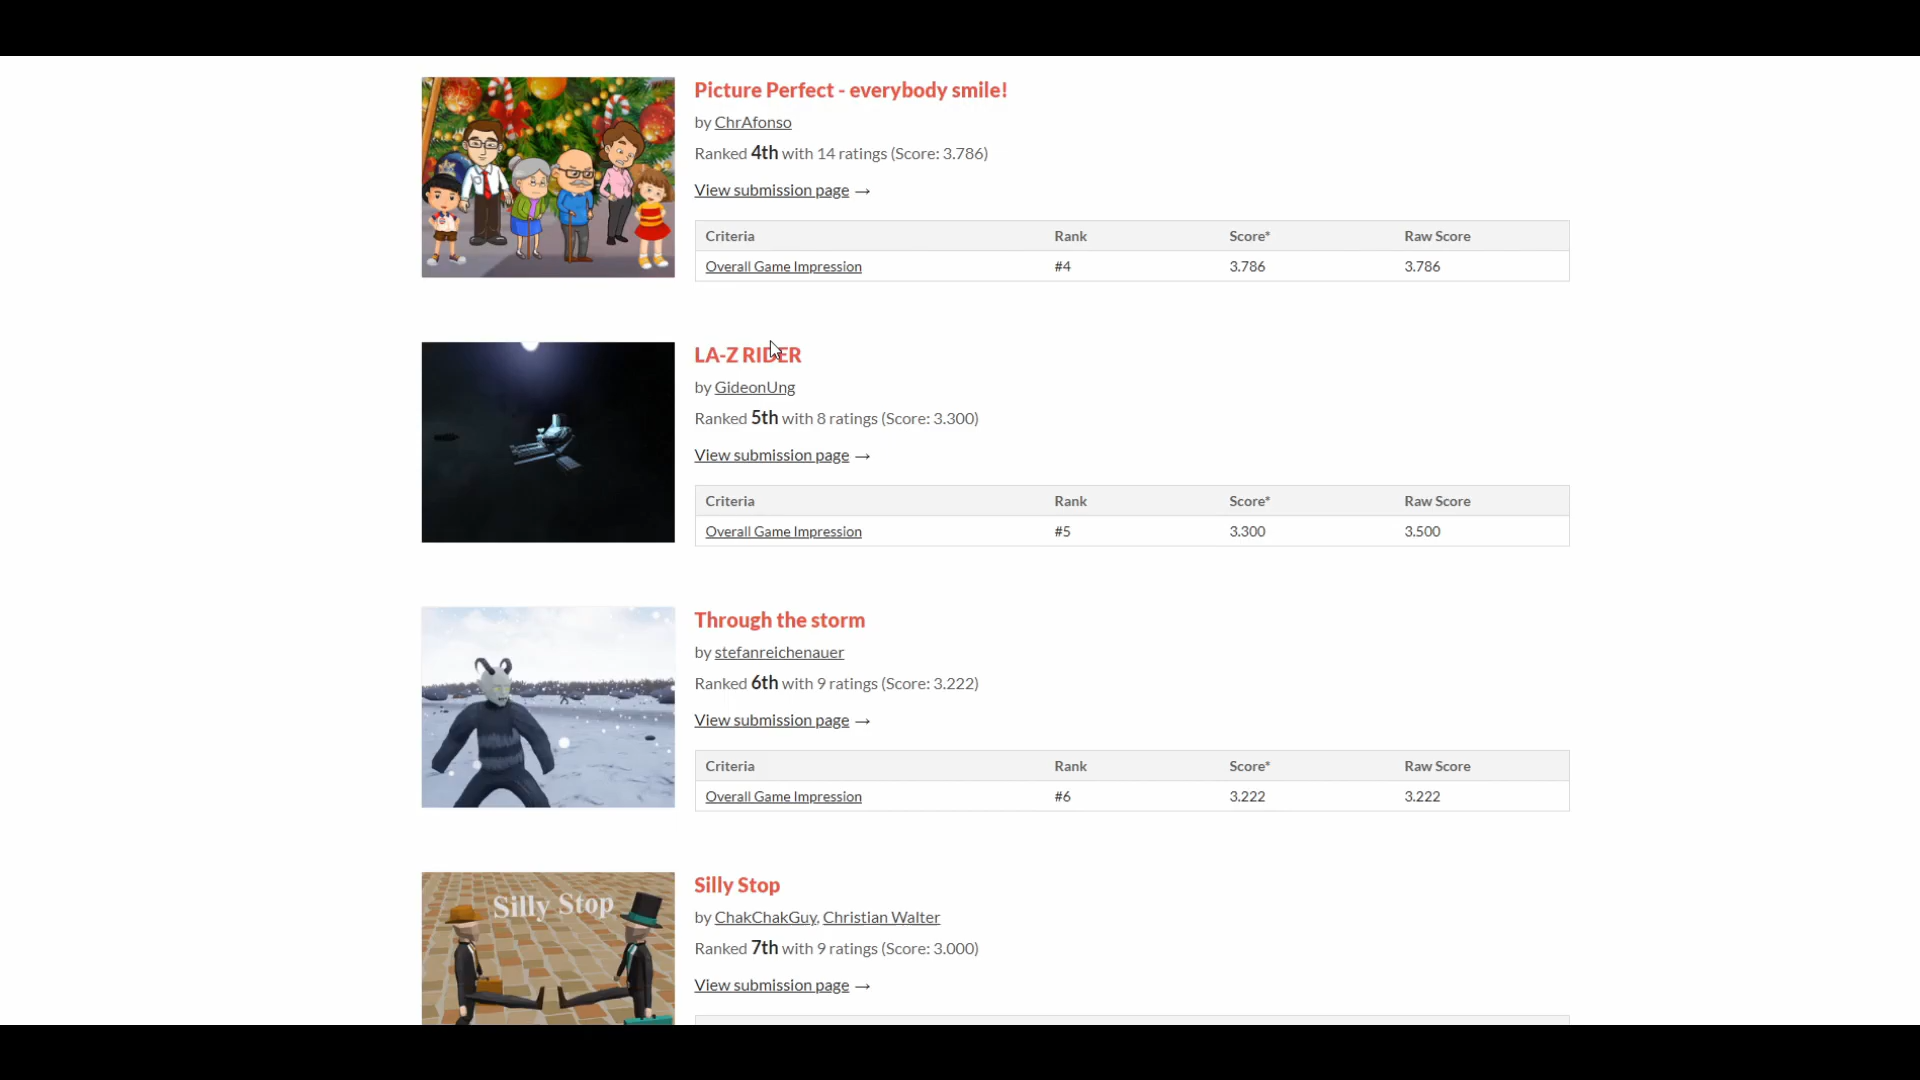 Picture Perfect - everybody smile!
by ChrAfonso
Ranked 4th with 14 ratings (Score: 3.786)
View submission page →
Criteria Rank Score* Raw Score
Overall Game Impression #4 3.786 3.786
LA-Z RIDER
by GideonUng
Ranked 5th with 8 ratings (Score: 3.300)
View submission page →
Criteria Rank Score* Raw Score
Overall Game Impression #5 3.300 3.500
Through the storm
by stefanreichenauer
Ranked 6th with 9 ratings (Score: 3.222)
View submission page →
Criteria Rank Score* Raw Score
Overall Game Impression #6 3.222 3.222
Silly Stop
Silly Stop
by ChakChakGuy, Christian Walter
Ranked 7th with 9 ratings (Score: 3.000)
View submission page →